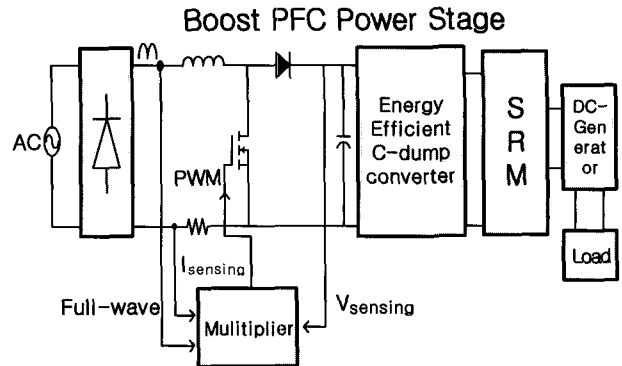 Boost PFC Power Stage
AC
PWM
Energy
Efficient
C-dump
converter
S
R
M
DC-
Gen
erat
or
Load
Isensing
Full-wave
Mulitiplier
Vsensing